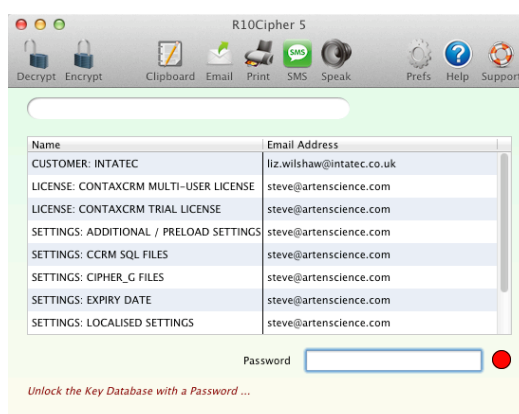 R10Cipher 5
Decrypt Encrypt Clipboard Email Print SMS Speak Prefs Help Support
SMS
Name Email Address
CUSTOMER: INTATEC liz.wilshaw@intatec.co.uk
LICENSE: CONTAXCRM MULTI-USER LICENSE steve@artenscience.com
LICENSE: CONTAXCRM TRIAL LICENSE steve@artenscience.com
SETTINGS: ADDITIONAL / PRELOAD SETTINGS steve@artenscience.com
SETTINGS: CCRM SQL FILES steve@artenscience.com
SETTINGS: CIPHER_G FILES steve@artenscience.com
SETTINGS: EXPIRY DATE steve@artenscience.com
SETTINGS: LOCALISED SETTINGS steve@artenscience.com
Password
Unlock the Key Database with a Password ...